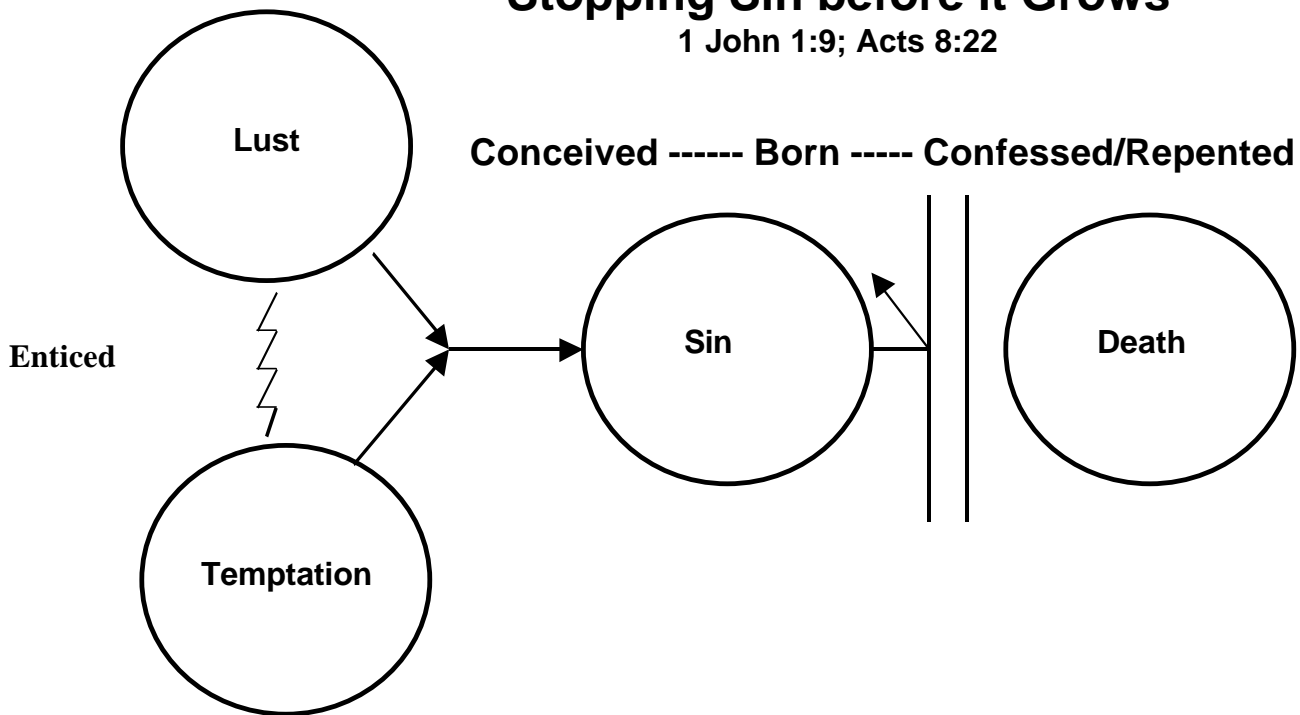 Stopping Sin before it Grows
1 John 1:9; Acts 8:22
Lust
Conceived ------ Born ----- Confessed/Repented
Enticed
Sin
Death
Temptation